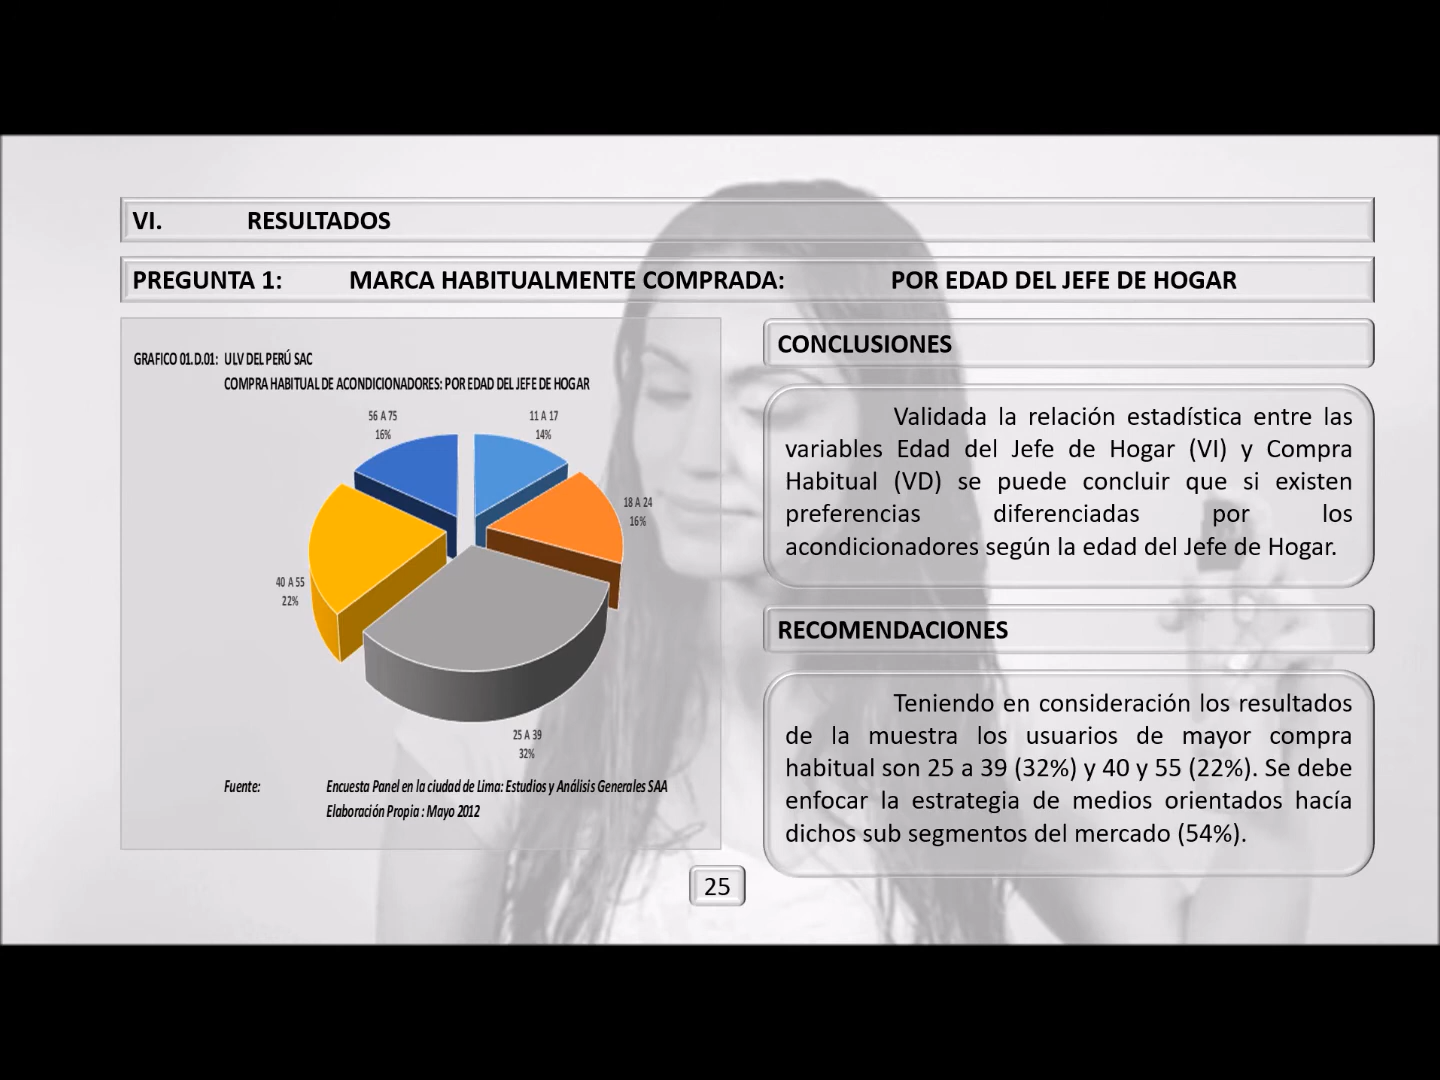 VI. RESULTADOS
PREGUNTA 1: MARCA HABITUALMENTE COMPRADA: POR EDAD DEL JEFE DE HOGAR
GRAFICO 01.D.01: ULV DEL PERÚ SAC
COMPRA HABITUAL DE ACONDICIONADORES: POR EDAD DEL JEFE DE HOGAR
56 A 75
16%
11 A 17
14%
18 A 24
16%
40 A 55
22%
25 A 39
32%
Fuente: Encuesta Panel en la ciudad de Lima: Estudios y Análisis Generales SAA
Elaboración Propia : Mayo 2012
CONCLUSIONES
Validada la relación estadística entre las
variables Edad del Jefe de Hogar (VI) y Compra
Habitual (VD) se puede concluir que si existen
preferencias diferenciadas por los
acondicionadores según la edad del Jefe de Hogar.
RECOMENDACIONES
Teniendo en consideración los resultados
de la muestra los usuarios de mayor compra
habitual son 25 a 39 (32%) y 40 y 55 (22%). Se debe
enfocar la estrategia de medios orientados hacía
dichos sub segmentos del mercado (54%).
25